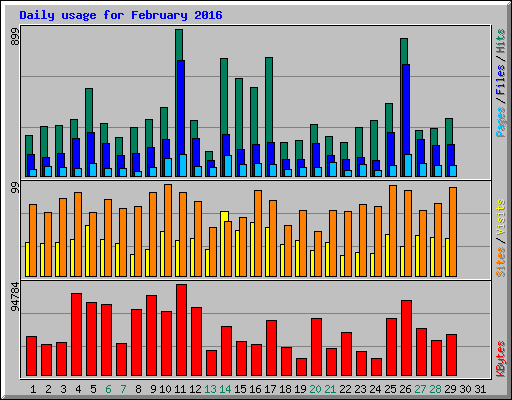 Daily usage for February 2016
899
Pages / Files / Hits
99
Sites / Visits
94784
KBytes
1 2 3 4 5 6 7 8 9 10 11 12 13 14 15 16 17 18 19 20 21 22 23 24 25 26 27 28 29 30 31